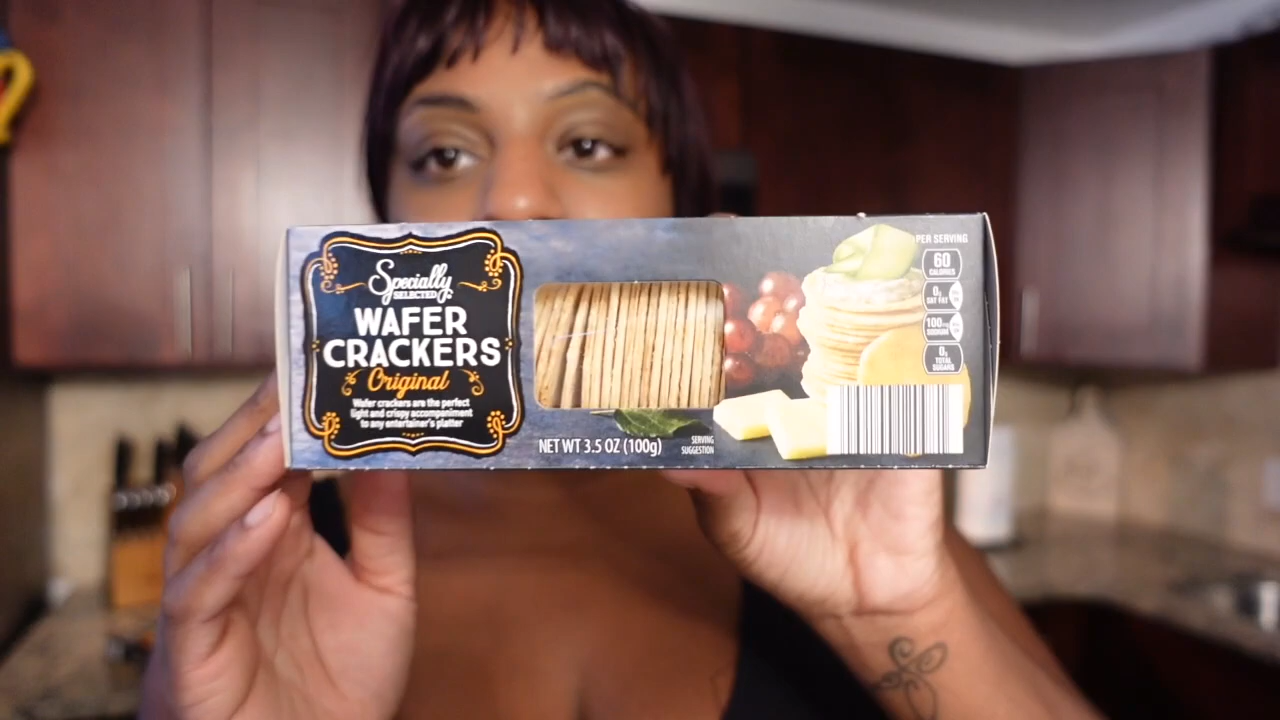 Specially
SELECTED
WAFER
CRACKERS
Original
Wafer crackers are the perfect
light and crispy accompaniment
to any entertainer's platter
NET WT 3.5 OZ (100g)
SERVING
SUGGESTION
PER SERVING
60
CALORIES
0g
SAT FAT
100mg
SODIUM
0g
TOTAL
SUGARS